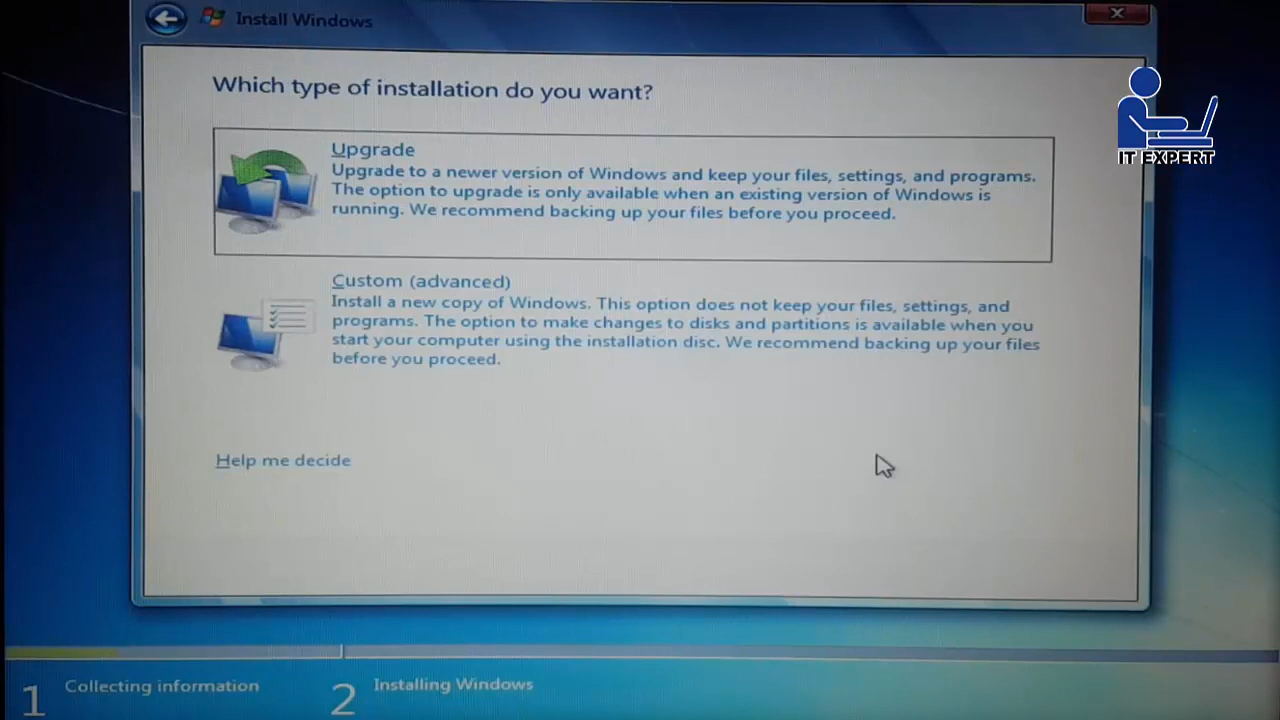 Install Windows
Which type of installation do you want?
Upgrade
Upgrade to a newer version of Windows and keep your files, settings, and programs.
The option to upgrade is only available when an existing version of Windows is
running. We recommend backing up your files before you proceed.
Custom (advanced)
Install a new copy of Windows. This option does not keep your files, settings, and
programs. The option to make changes to disks and partitions is available when you
start your computer using the installation disc. We recommend backing up your files
before you proceed.
Help me decide
IT EXPERT
1 Collecting information
2 Installing Windows